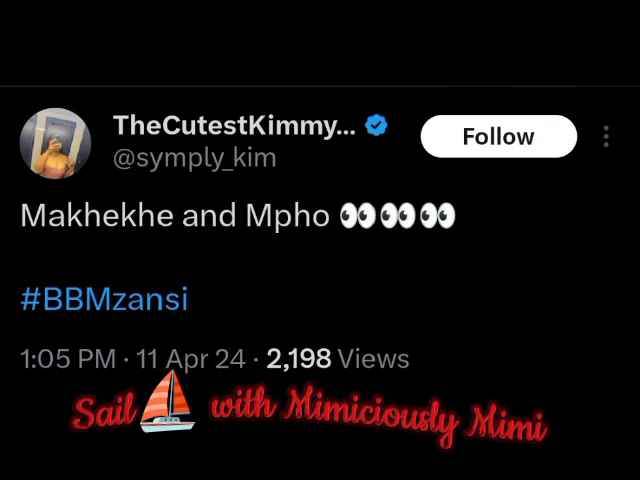 TheCutestKimmy...
@symply_kim
Follow
Makhekhe and Mpho 👀👀👀
#BBMzansi
1:05 PM · 11 Apr 24 · 2,198 Views
Sail with Mimiciously Mimi